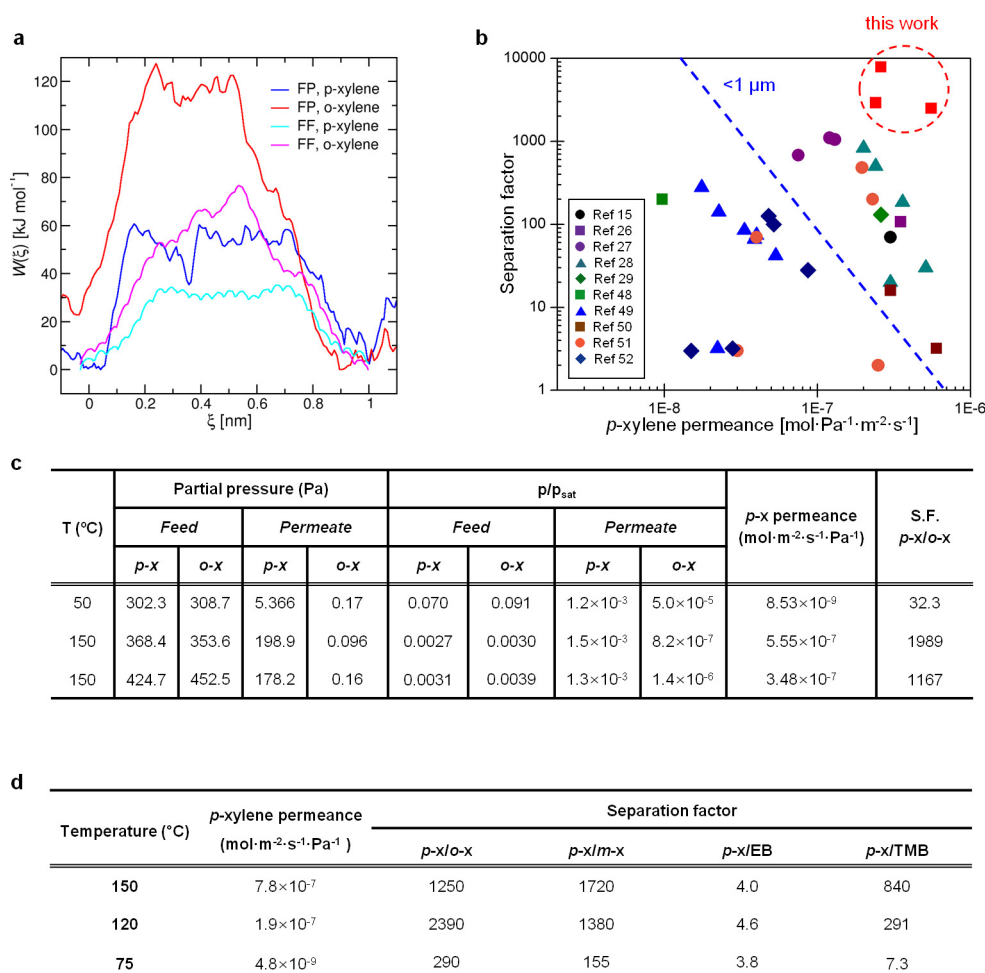 a
W(ξ) [kJ mol⁻¹]
120
100
80
60
40
20
0
FP, p-xylene
FP, o-xylene
FF, p-xylene
FF, o-xylene
0 0.2 0.4 0.6 0.8 1
ξ [nm]
b
this work
<1 μm
Separation factor
10000
1000
100
10
1
Ref 15
Ref 26
Ref 27
Ref 28
Ref 29
Ref 48
Ref 49
Ref 50
Ref 51
Ref 52
1E-8 1E-7 1E-6
p-xylene permeance [mol·Pa⁻¹·m⁻²·s⁻¹]
c
T (ºC) Partial pressure (Pa) p/pₛₐₜ p-x permeance (mol·m⁻²·s⁻¹·Pa⁻¹) S.F. p-x/o-x
Feed Permeate Feed Permeate
p-x o-x p-x o-x p-x o-x p-x o-x
50 302.3 308.7 5.366 0.17 0.070 0.091 1.2×10⁻³ 5.0×10⁻⁵ 8.53×10⁻⁹ 32.3
150 368.4 353.6 198.9 0.096 0.0027 0.0030 1.5×10⁻³ 8.2×10⁻⁷ 5.55×10⁻⁷ 1989
150 424.7 452.5 178.2 0.16 0.0031 0.0039 1.3×10⁻³ 1.4×10⁻⁶ 3.48×10⁻⁷ 1167
d
Temperature (°C) p-xylene permeance (mol·m⁻²·s⁻¹·Pa⁻¹ ) Separation factor
p-x/o-x p-x/m-x p-x/EB p-x/TMB
150 7.8×10⁻⁷ 1250 1720 4.0 840
120 1.9×10⁻⁷ 2390 1380 4.6 291
75 4.8×10⁻⁹ 290 155 3.8 7.3